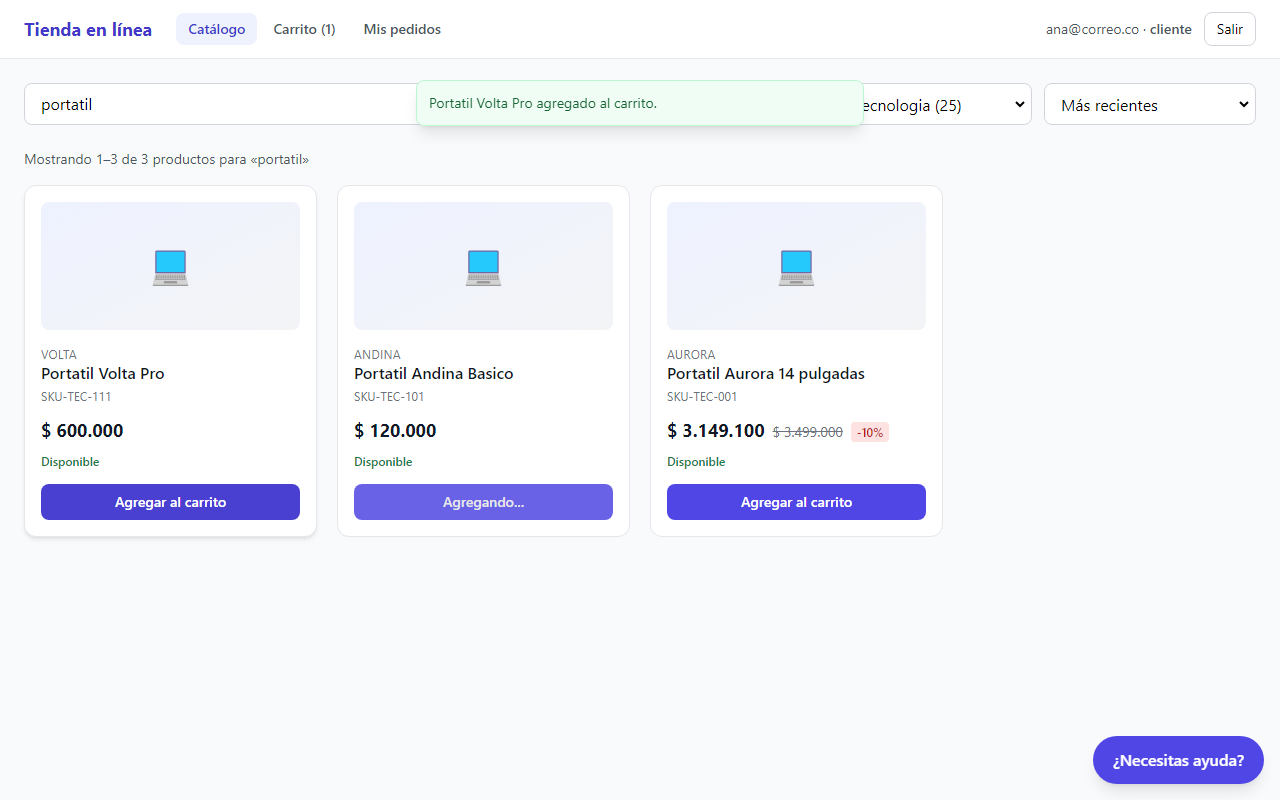 Tienda en línea
Catálogo
Carrito (1)
Mis pedidos
ana@correo.co · cliente
Salir
portatil
Portatil Volta Pro agregado al carrito.
ecnologia (25)
Más recientes
Mostrando 1–3 de 3 productos para «portatil»
VOLTA
Portatil Volta Pro
SKU-TEC-111
$ 600.000
Disponible
Agregar al carrito
ANDINA
Portatil Andina Basico
SKU-TEC-101
$ 120.000
Disponible
Agregando...
AURORA
Portatil Aurora 14 pulgadas
SKU-TEC-001
$ 3.149.100 $ 3.499.000 -10%
Disponible
Agregar al carrito
¿Necesitas ayuda?